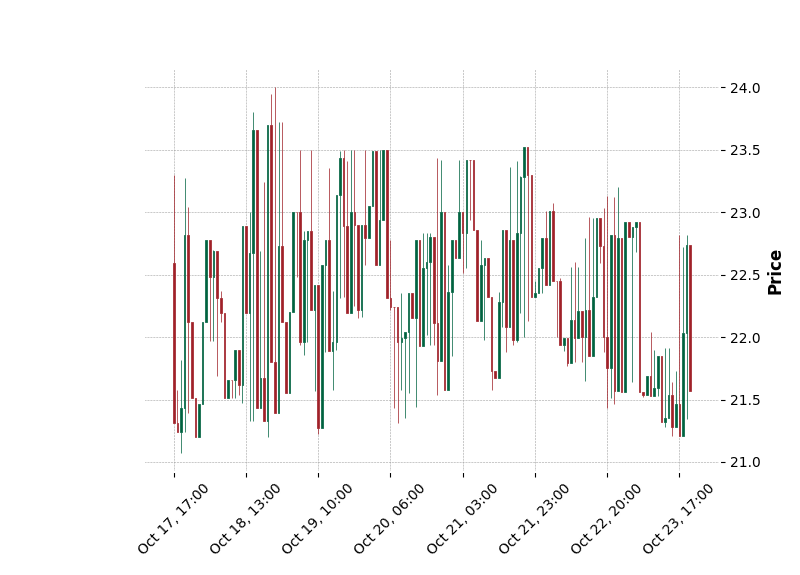 24.0
23.5
23.0
22.5
22.0
21.5
21.0
Price
Oct 17, 17:00
Oct 18, 13:00
Oct 19, 10:00
Oct 20, 06:00
Oct 21, 03:00
Oct 21, 23:00
Oct 22, 20:00
Oct 23, 17:00